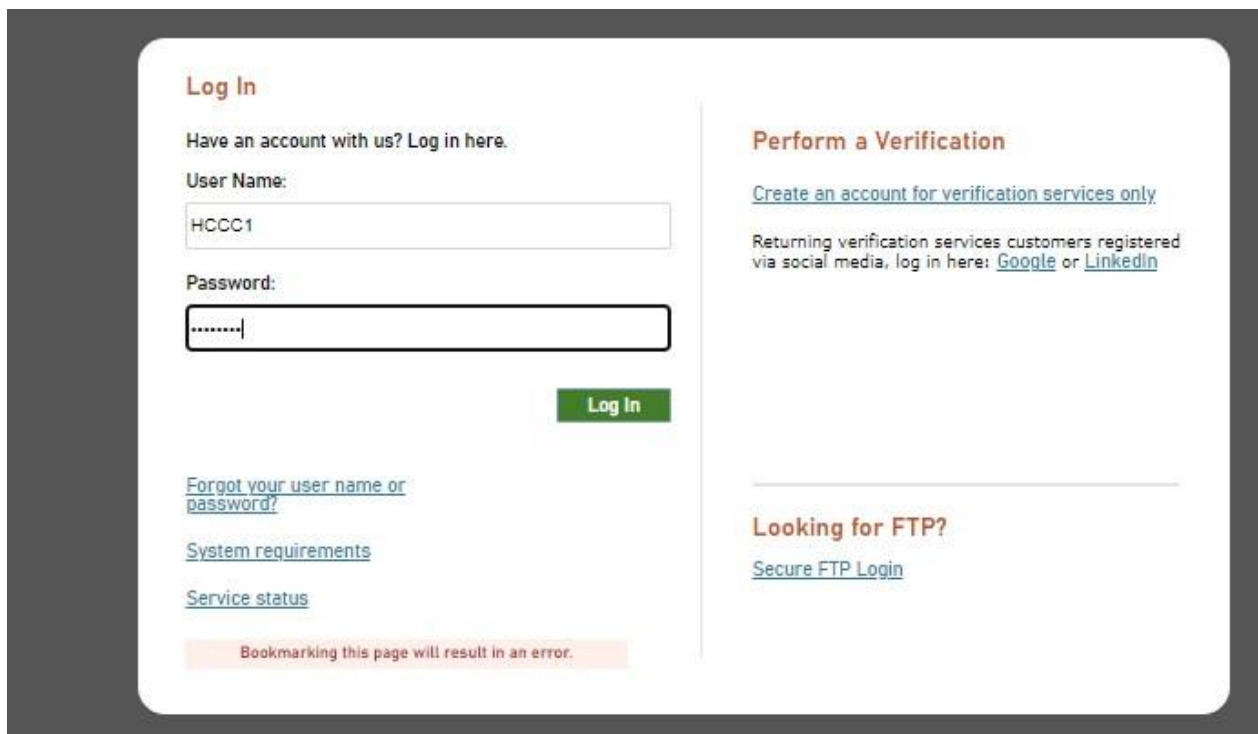 Log In
Have an account with us? Log in here.
User Name:
HCCC1
Password:
••••••••
Log In
Forgot your user name or
password?
System requirements
Service status
Bookmarking this page will result in an error.
Perform a Verification
Create an account for verification services only
Returning verification services customers registered
via social media, log in here: Google or LinkedIn
Looking for FTP?
Secure FTP Login